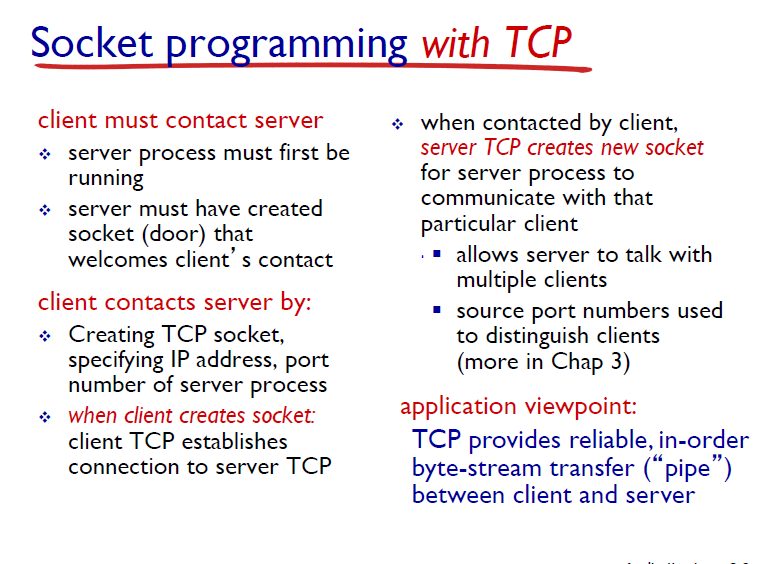 Socket programming with TCP
client must contact server
❖ server process must first be
running
❖ server must have created
socket (door) that
welcomes client’s contact
client contacts server by:
❖ Creating TCP socket,
specifying IP address, port
number of server process
❖ when client creates socket:
client TCP establishes
connection to server TCP
❖ when contacted by client,
server TCP creates new socket
for server process to
communicate with that
particular client
▪ allows server to talk with
multiple clients
▪ source port numbers used
to distinguish clients
(more in Chap 3)
application viewpoint:
TCP provides reliable, in-order
byte-stream transfer (“pipe”)
between client and server